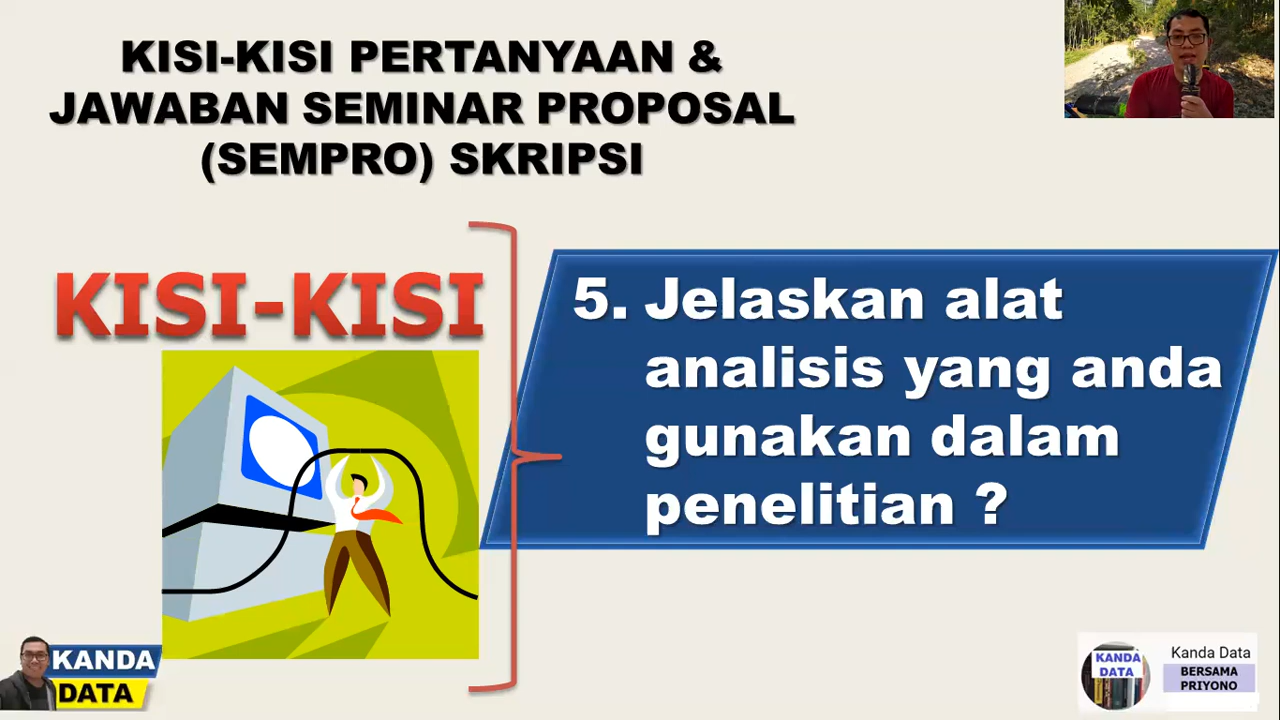 KISI-KISI PERTANYAAN &
JAWABAN SEMINAR PROPOSAL
(SEMPRO) SKRIPSI
KISI-KISI
5. Jelaskan alat
analisis yang anda
gunakan dalam
penelitian ?
KANDA
DATA
KANDA
DATA
Kanda Data
BERSAMA
PRIYONO